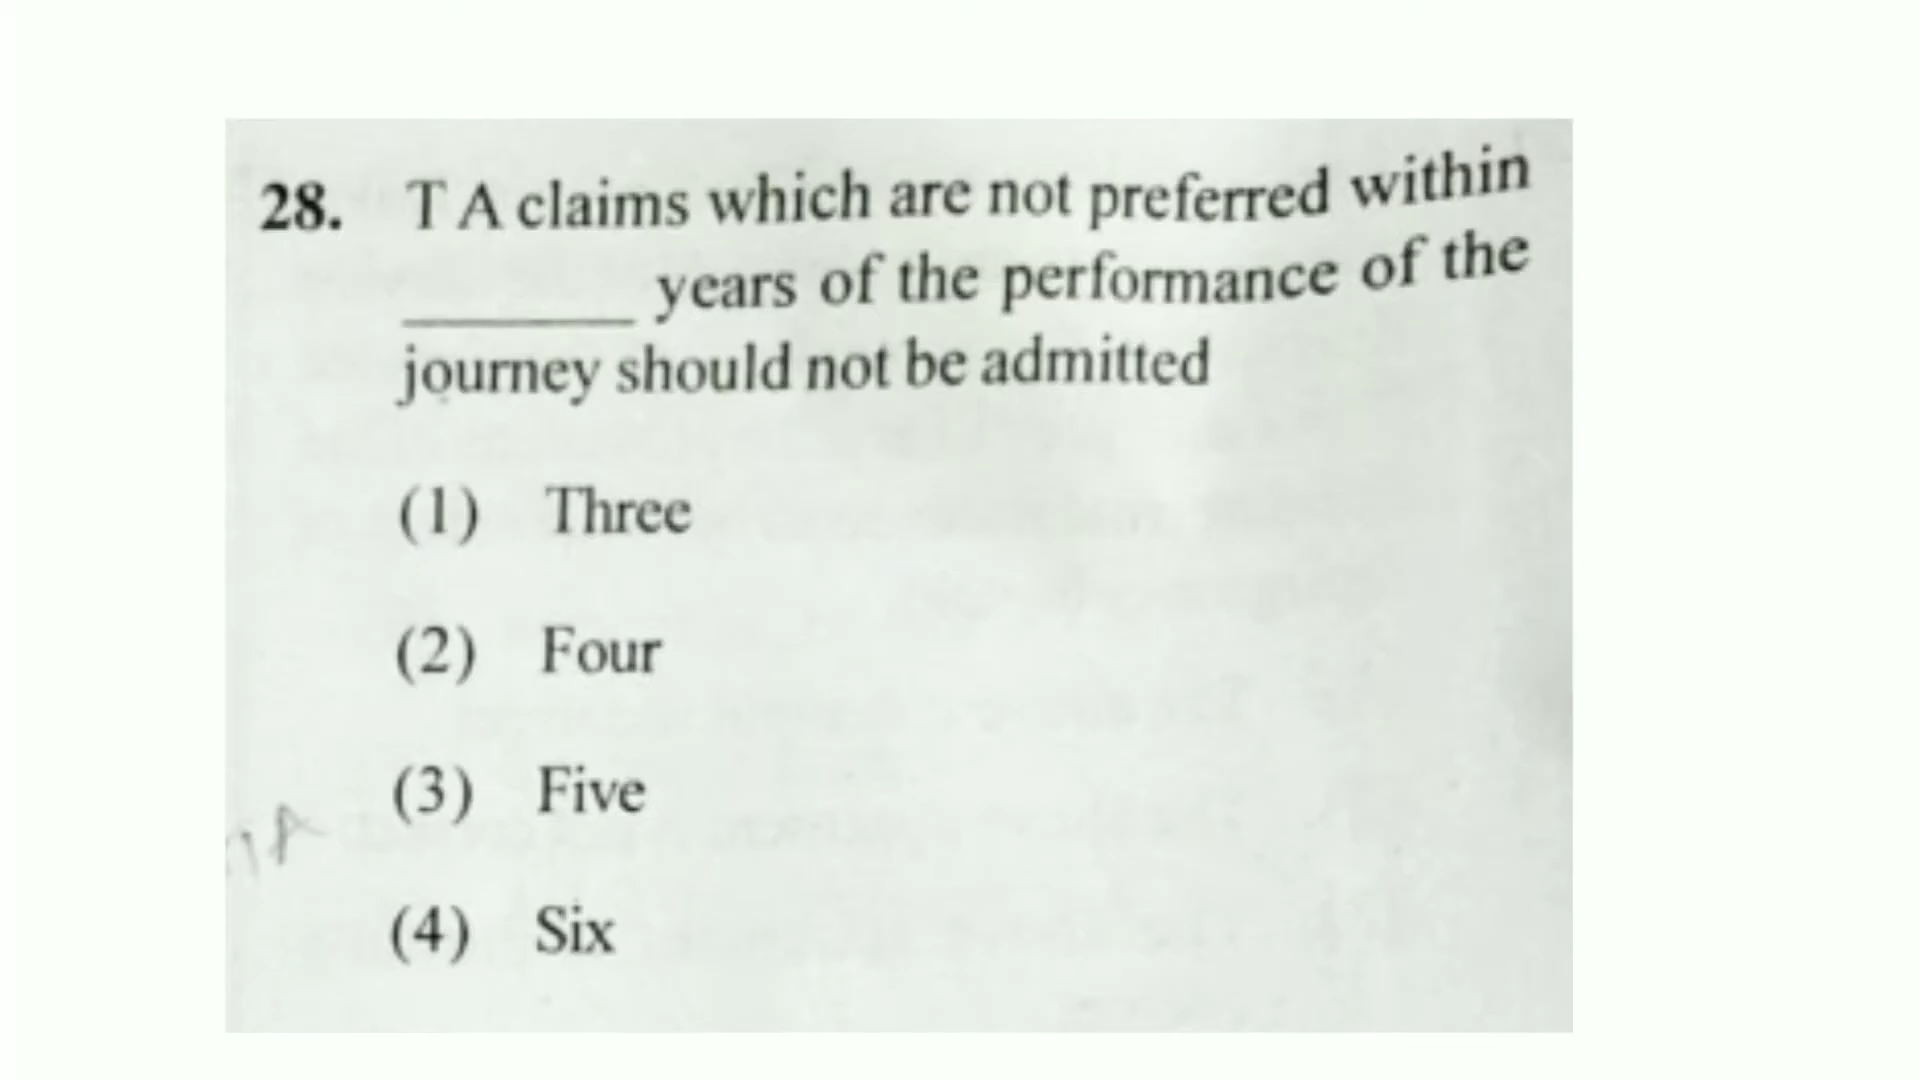 28. T A claims which are not preferred within
_______ years of the performance of the
journey should not be admitted
(1) Three
(2) Four
(3) Five
(4) Six